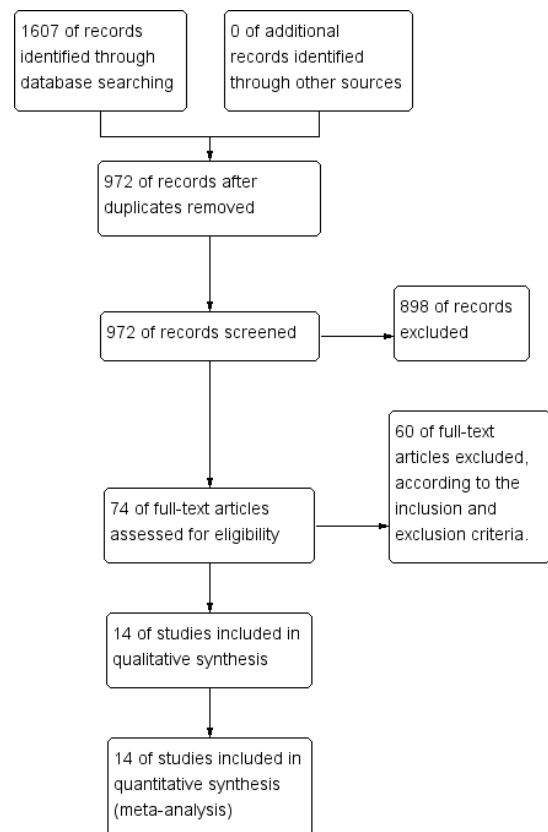 1607 of records
identified through
database searching
0 of additional
records identified
through other sources
972 of records after
duplicates removed
972 of records screened
898 of records
excluded
74 of full-text articles
assessed for eligibility
60 of full-text
articles excluded,
according to the
inclusion and
exclusion criteria.
14 of studies included in
qualitative synthesis
14 of studies included in
quantitative synthesis
(meta-analysis)